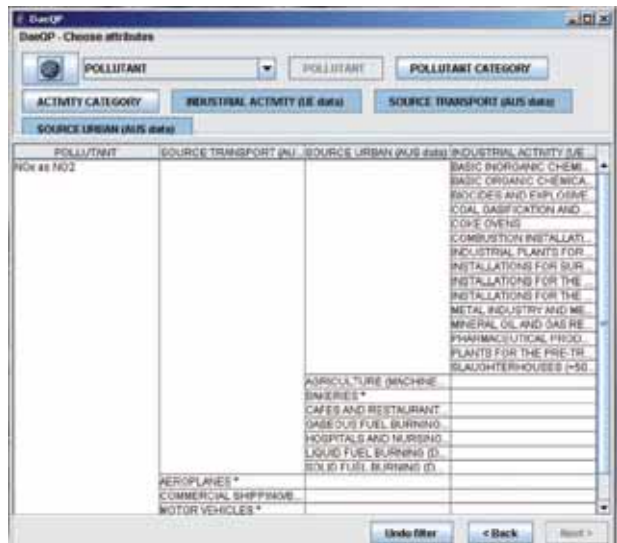 DaeQP
DaeQP - Choose attributes
POLLUTANT POLLUTANT POLLUTANT CATEGORY
ACTIVITY CATEGORY INDUSTRIAL ACTIVITY (UE data) SOURCE TRANSPORT (AUS data)
SOURCE URBAN (AUS data)
POLLUTANT SOURCE TRANSPORT (AU... SOURCE URBAN (AUS data) INDUSTRIAL ACTIVITY (UE...
NOx as NO2 BASIC INORGANIC CHEMI...
BASIC ORGANIC CHEMICA...
BIOCIDES AND EXPLOSIVE...
COAL GASIFICATION AND ...
COKE OVENS
COMBUSTION INSTALLATI...
INDUSTRIAL PLANTS FOR ...
INSTALLATIONS FOR SUR...
INSTALLATIONS FOR THE ...
INSTALLATIONS FOR THE ...
METAL INDUSTRY AND ME...
MINERAL OIL AND GAS RE...
PHARMACEUTICAL PROD...
PLANTS FOR THE PRE-TR...
SLAUGHTERHOUSES (>50...
AGRICULTURE (MACHINE...
BAKERIES *
CAFES AND RESTAURANT...
GASEOUS FUEL BURNING...
HOSPITALS AND NURSING...
LIQUID FUEL BURNING (D...
SOLID FUEL BURNING (D...
AEROPLANES *
COMMERCIAL SHIPPING/B...
MOTOR VEHICLES *
Undo filter < Back Next >